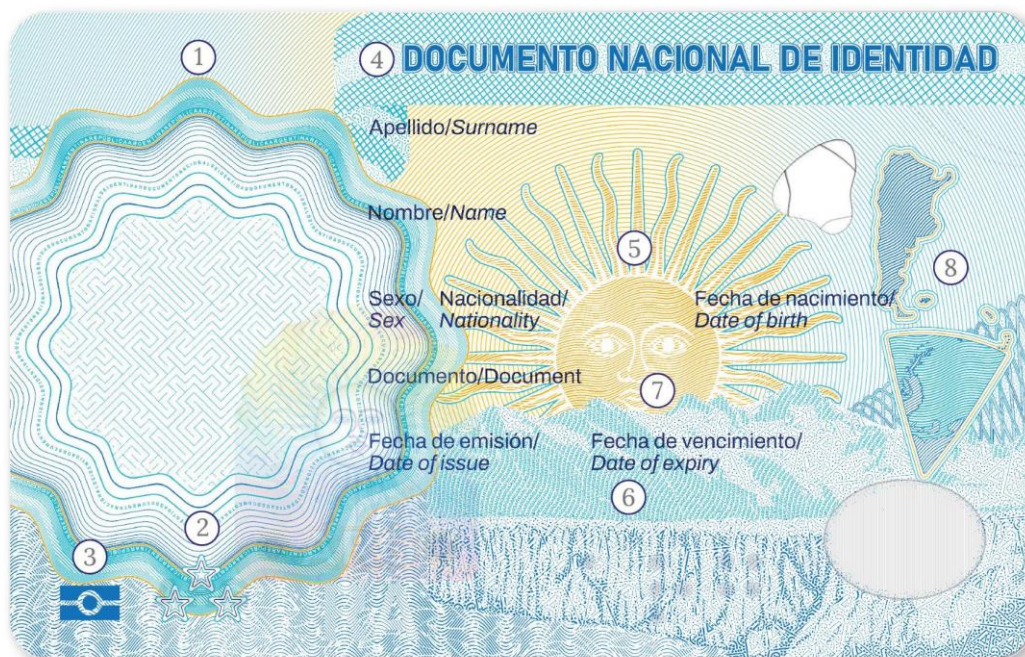 1
4 DOCUMENTO NACIONAL DE IDENTIDAD
Apellido/Surname
Nombre/Name
5
8
Sexo/
Sex
Nacionalidad/
Nationality
Fecha de nacimiento/
Date of birth
Documento/Document
7
Fecha de emisión/
Date of issue
Fecha de vencimiento/
Date of expiry
6
2
3